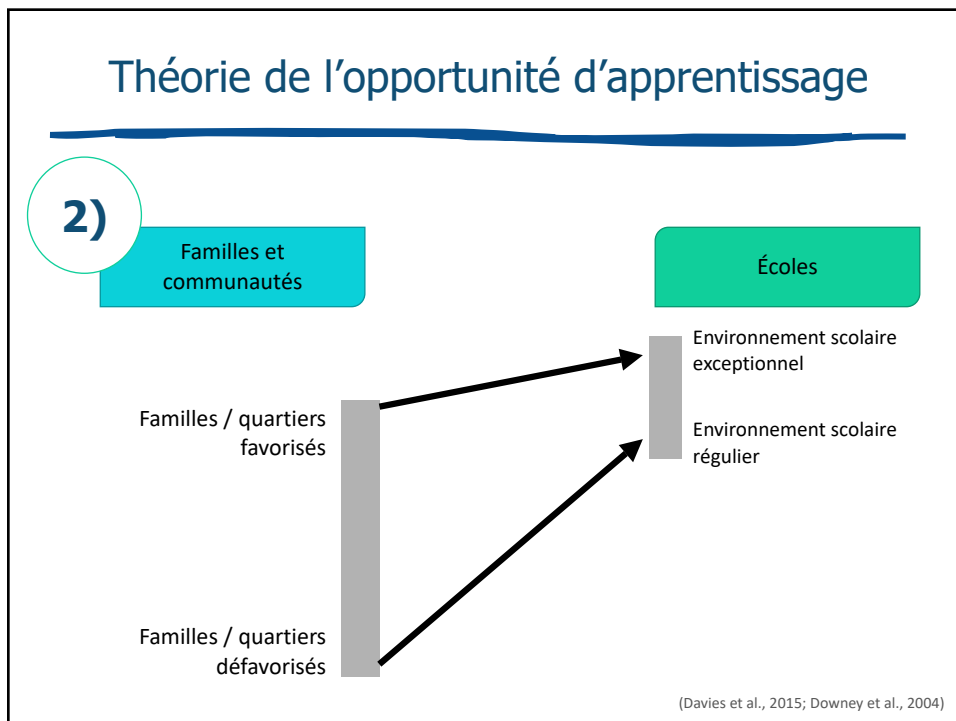 Théorie de l’opportunité d’apprentissage
2)
Familles et
communautés
Écoles
Environnement scolaire
exceptionnel
Familles / quartiers
favorisés
Environnement scolaire
régulier
Familles / quartiers
défavorisés
(Davies et al., 2015; Downey et al., 2004)